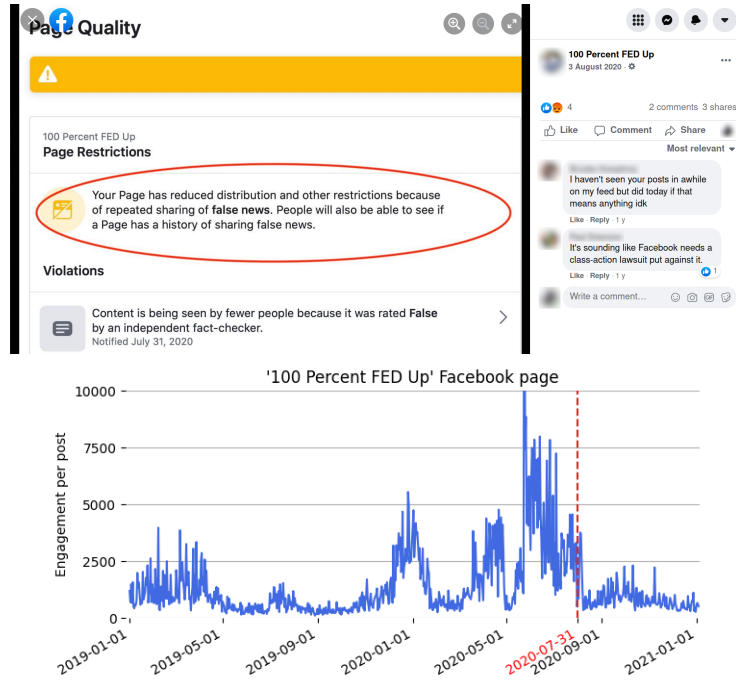 Page Quality
100 Percent FED Up
Page Restrictions
Your Page has reduced distribution and other restrictions because
of repeated sharing of false news. People will also be able to see if
a Page has a history of sharing false news.
Violations
Content is being seen by fewer people because it was rated False
by an independent fact-checker.
Notified July 31, 2020
100 Percent FED Up
3 August 2020 ·
4
2 comments 3 shares
Like
Comment
Share
Most relevant
I haven't seen your posts in awhile
on my feed but did today if that
means anything idk
Like · Reply · 1 y
It's sounding like Facebook needs a
class-action lawsuit put against it.
1
Like · Reply · 1 y
Write a comment…
GIF
'100 Percent FED Up' Facebook page
Engagement per post
10000
7500
5000
2500
0
2019-01-01
2019-05-01
2019-09-01
2020-01-01
2020-05-01
2020-07-31
2020-09-01
2021-01-01